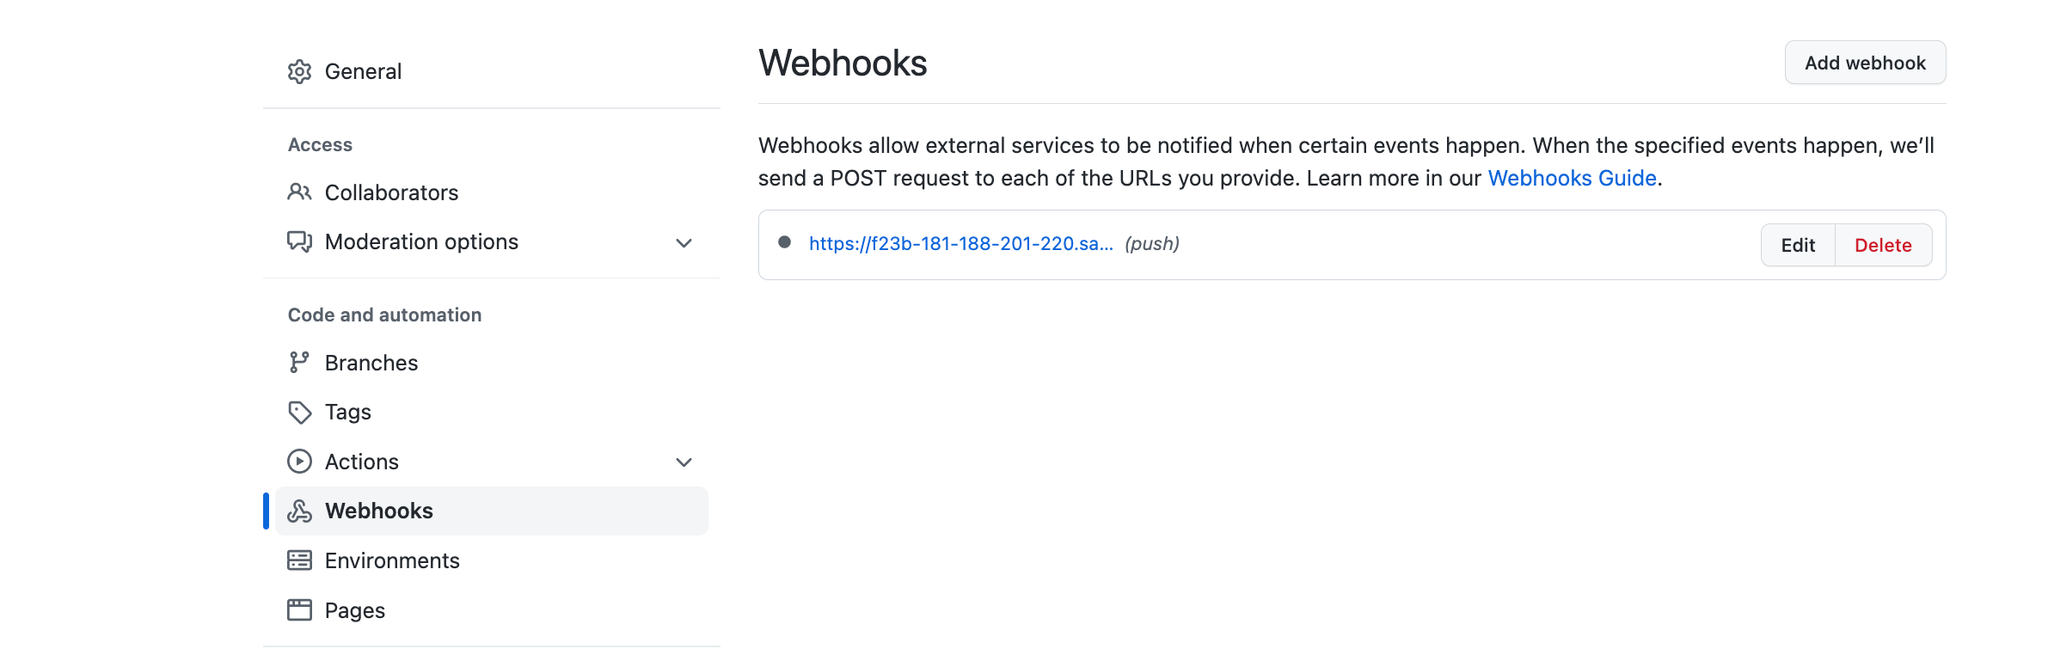 General
Access
Collaborators
Moderation options
Code and automation
Branches
Tags
Actions
Webhooks
Environments
Pages
Webhooks
Add webhook
Webhooks allow external services to be notified when certain events happen. When the specified events happen, we’ll
send a POST request to each of the URLs you provide. Learn more in our Webhooks Guide.
https://f23b-181-188-201-220.sa... (push)
Edit
Delete